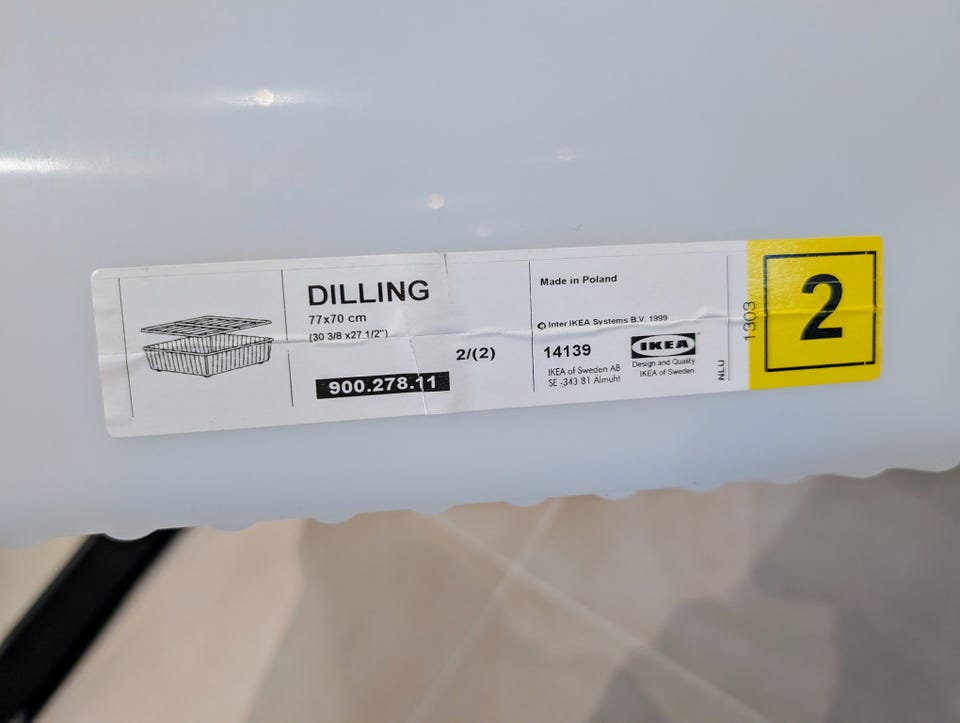 DILLING
77x70 cm
(30 3/8 x27 1/2")
2/(2)
900.278.11
Made in Poland
© Inter IKEA Systems B.V. 1999
14139
IKEA of Sweden AB
SE -343 81 Älmuht
IKEA
Design and Quality
IKEA of Sweden
NLU
1303
2